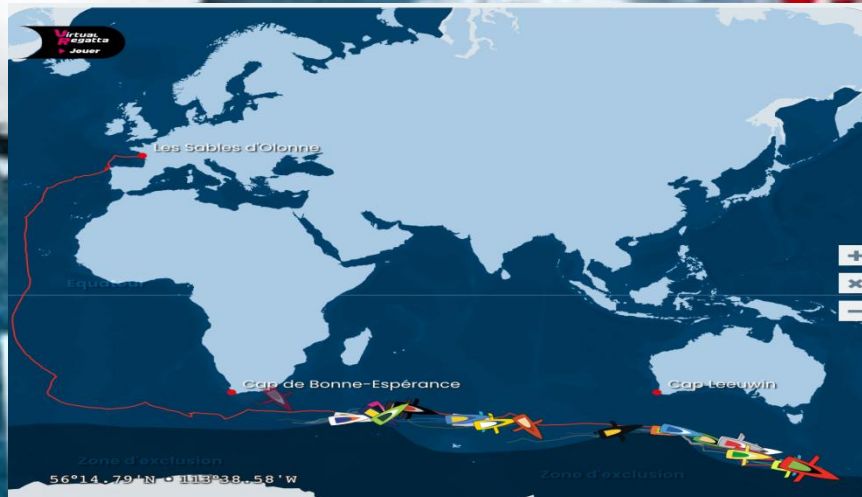 Virtual
Regatta
Jouer
Les Sables d'Olonne
Equateur
Cap de Bonne-Espérance
Cap Leeuwin
Zone d'exclusion
Zone d'exclusion
56°14.79'N • 113°38.58'W